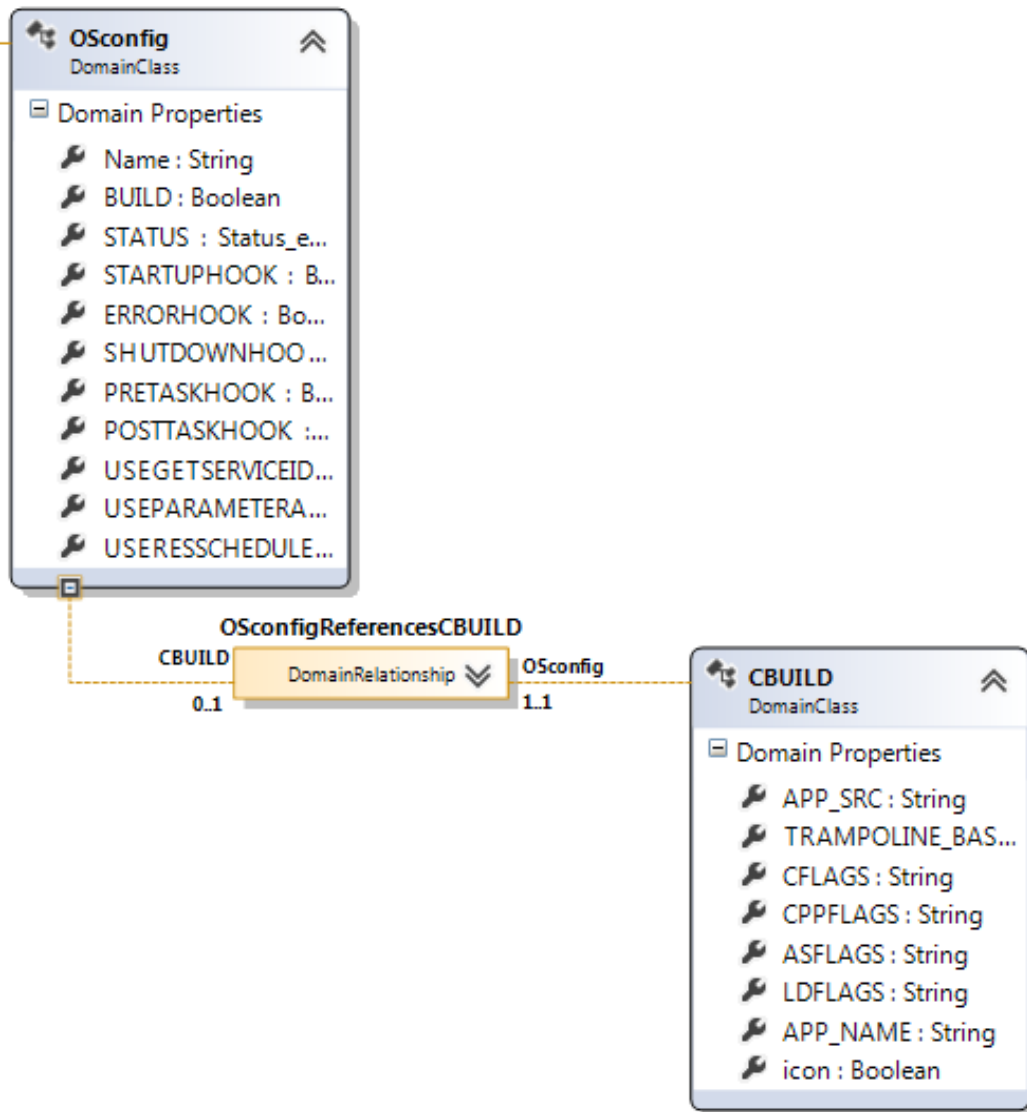 OSconfig
DomainClass
Domain Properties
Name : String
BUILD : Boolean
STATUS : Status_e...
STARTUPHOOK : B...
ERRORHOOK : Bo...
SHUTDOWNHOO ...
PRETASKHOOK : B...
POSTTASKHOOK :...
USEGETSERVICEID...
USEPARAMETERA...
USERESSCHEDULE...
OSconfigReferencesCBUILD
CBUILD
DomainRelationship
OSconfig
0..1
1..1
CBUILD
DomainClass
Domain Properties
APP_SRC : String
TRAMPOLINE_BAS...
CFLAGS : String
CPPFLAGS : String
ASFLAGS : String
LDFLAGS : String
APP_NAME : String
icon : Boolean